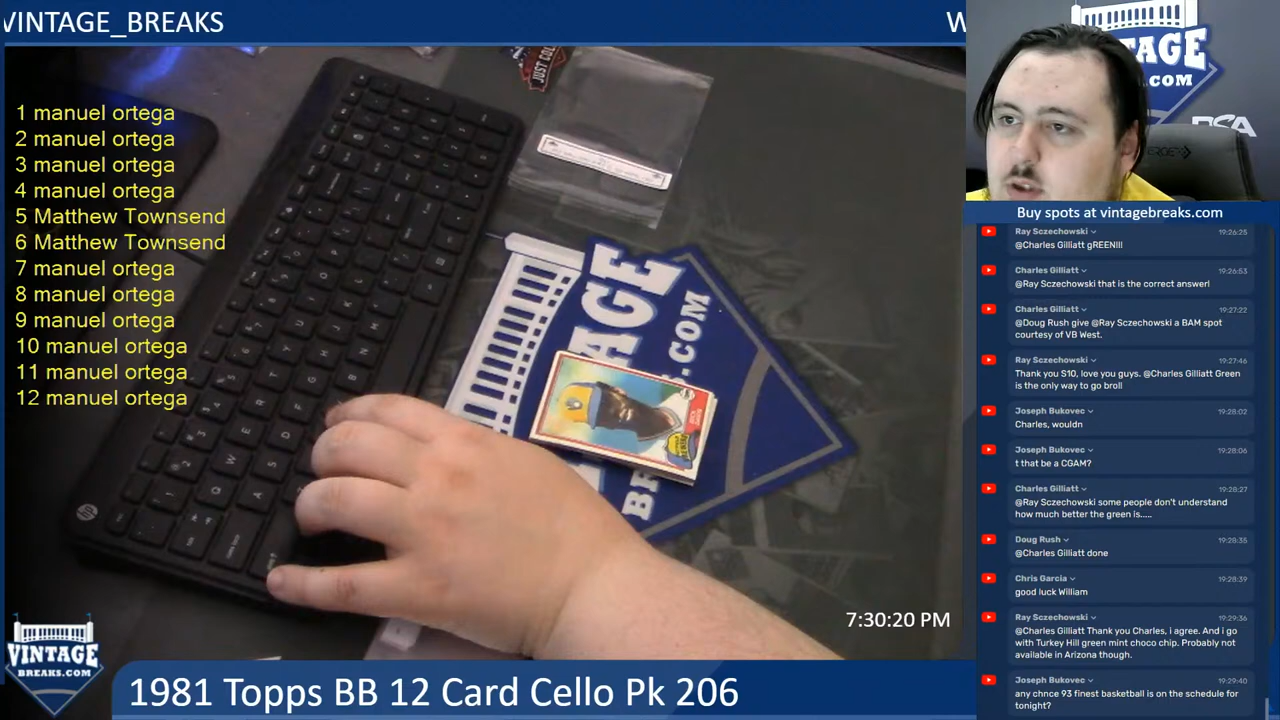 VINTAGE_BREAKS
W
1 manuel ortega
2 manuel ortega
3 manuel ortega
4 manuel ortega
5 Matthew Townsend
6 Matthew Townsend
7 manuel ortega
8 manuel ortega
9 manuel ortega
10 manuel ortega
11 manuel ortega
12 manuel ortega
JUST COL
AGE
AGE
.COM
BR
hp
7:30:20 PM
VINTAGE
BREAKS.COM
1981 Topps BB 12 Card Cello Pk 206
TAGE
.COM
PSA
Buy spots at vintagebreaks.com
Ray Sczechowski 19:26:25
@Charles Gilliatt gREEN!!!
Charles Gilliatt 19:26:53
@Ray Sczechowski that is the correct answer!
Charles Gilliatt 19:27:22
@Doug Rush give @Ray Sczechowski a BAM spot
courtesy of VB West.
Ray Sczechowski 19:27:46
Thank you S10, love you guys. @Charles Gilliatt Green
is the only way to go bro!!
Joseph Bukovec 19:28:02
Charles, wouldn
Joseph Bukovec 19:28:06
t that be a CGAM?
Charles Gilliatt 19:28:27
@Ray Sczechowski some people don't understand
how much better the green is.....
Doug Rush 19:28:35
@Charles Gilliatt done
Chris Garcia 19:28:39
good luck William
Ray Sczechowski 19:29:36
@Charles Gilliatt Thank you Charles, i agree. And i go
with Turkey Hill green mint choco chip. Probably not
available in Arizona though.
Joseph Bukovec 19:29:40
any chnce 93 finest basketball is on the schedule for
tonight?